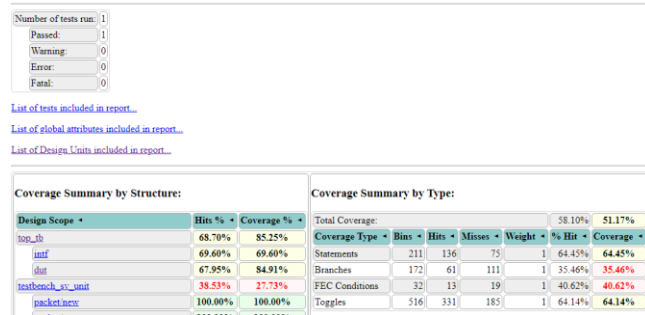 Number of tests run: 1
Passed: 1
Warning: 0
Error: 0
Fatal: 0
List of tests included in report...
List of global attributes included in report...
List of Design Units included in report...
Coverage Summary by Structure:
Design Scope Hits % Coverage %
top_tb 68.70% 85.25%
intf 69.60% 69.60%
dut 67.95% 84.91%
testbench_sv_unit 38.53% 27.73%
packet/new 100.00% 100.00%
Coverage Summary by Type:
Total Coverage: 58.10% 51.17%
Coverage Type Bins Hits Misses Weight % Hit Coverage
Statements 211 136 75 1 64.45% 64.45%
Branches 172 61 111 1 35.46% 35.46%
FEC Conditions 32 13 19 1 40.62% 40.62%
Toggles 516 331 185 1 64.14% 64.14%